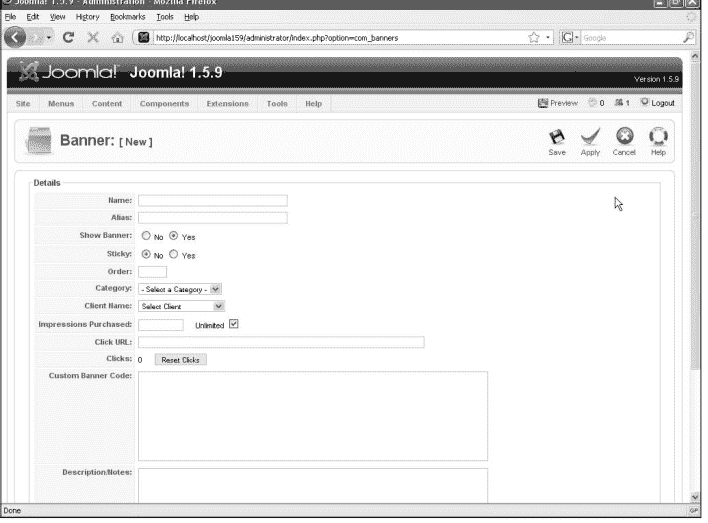 Joomla! 1.5.9 - Administration - Mozilla Firefox
File Edit View History Bookmarks Tools Help
http://localhost/joomla159/administrator/index.php?option=com_banners
G Google
Joomla! Joomla! 1.5.9
Version 1.5.9
Site Menus Content Components Extensions Tools Help
Preview 0 1 Logout
Banner: [ New ]
Save Apply Cancel Help
Details
Name:
Alias:
Show Banner: No Yes
Sticky: No Yes
Order:
Category: - Select a Category -
Client Name: Select Client
Impressions Purchased: Unlimited
Click URL:
Clicks: 0 Reset Clicks
Custom Banner Code:
Description/Notes:
Done